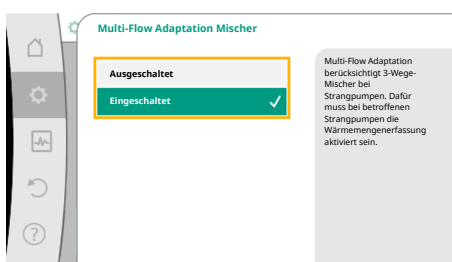 Multi-Flow Adaptation Mischer
Ausgeschaltet
Eingeschaltet
Multi-Flow Adaptation
berücksichtigt 3-Wege-
Mischer bei
Strangpumpen. Dafür
muss bei betroffenen
Strangpumpen die
Wärmemengenerfassung
aktiviert sein.
?